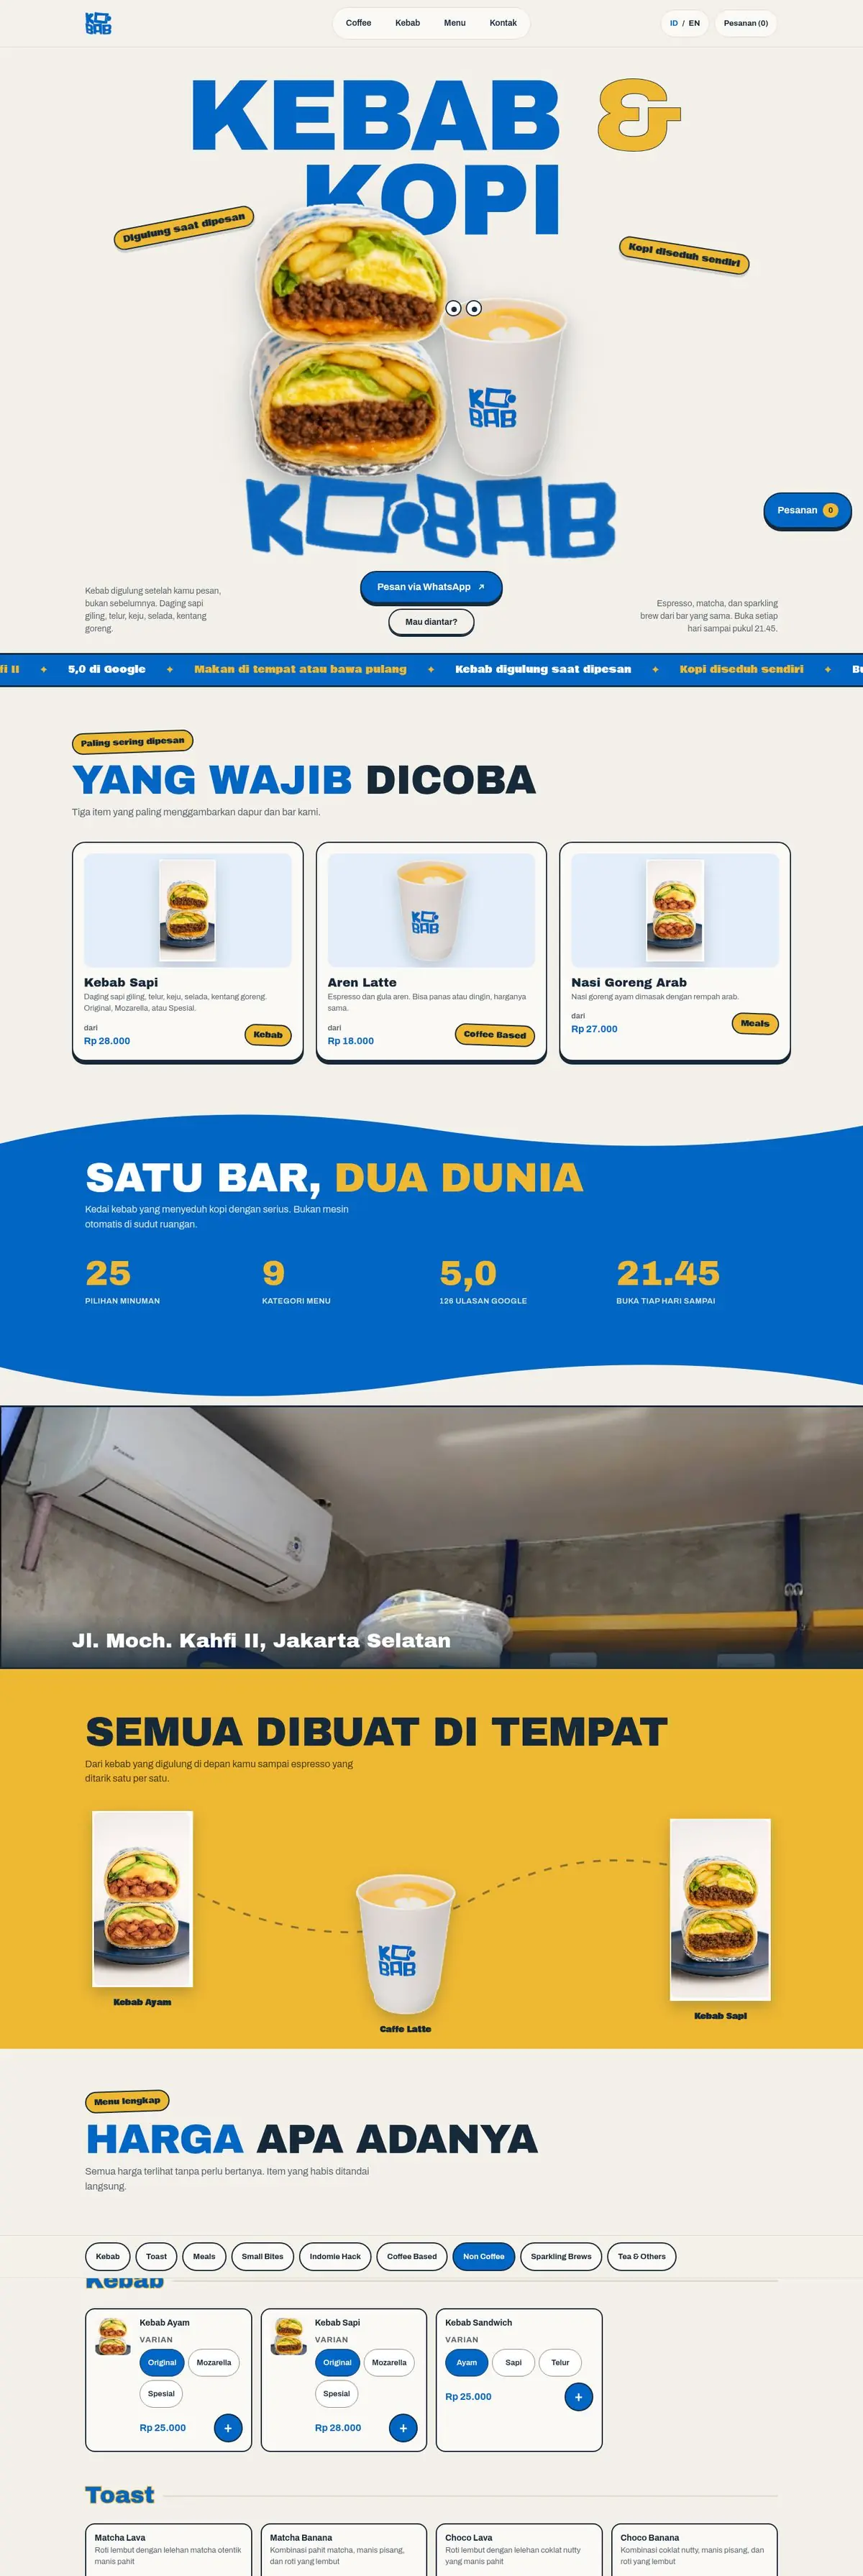 KOBAB
Coffee
Kebab
Menu
Kontak
ID / EN
Pesanan (0)
KEBAB &
KOPI
Digulung saat dipesan
Kopi diseduh sendiri
KOBAB
KOBAB
Pesanan 0
Pesan via WhatsApp ↗
Mau diantar?
Kebab digulung setelah kamu pesan,
bukan sebelumnya. Daging sapi
giling, telur, keju, selada, kentang
goreng.
Espresso, matcha, dan sparkling
brew dari bar yang sama. Buka setiap
hari sampai pukul 21.45.
fi II ✦ 5,0 di Google ✦ Makan di tempat atau bawa pulang ✦ Kebab digulung saat dipesan ✦ Kopi diseduh sendiri ✦ Bu
Paling sering dipesan
YANG WAJIB DICOBA
Tiga item yang paling menggambarkan dapur dan bar kami.
KOBAB
Kebab Sapi
Daging sapi giling, telur, keju, selada, kentang goreng.
Original, Mozarella, atau Spesial.
dari
Rp 28.000
Kebab
Aren Latte
Espresso dan gula aren. Bisa panas atau dingin, harganya
sama.
dari
Rp 18.000
Coffee Based
Nasi Goreng Arab
Nasi goreng ayam dimasak dengan rempah arab.
dari
Rp 27.000
Meals
SATU BAR, DUA DUNIA
Kedai kebab yang menyeduh kopi dengan serius. Bukan mesin
otomatis di sudut ruangan.
25
PILIHAN MINUMAN
9
KATEGORI MENU
5,0
126 ULASAN GOOGLE
21.45
BUKA TIAP HARI SAMPAI
Jl. Moch. Kahfi II, Jakarta Selatan
SEMUA DIBUAT DI TEMPAT
Dari kebab yang digulung di depan kamu sampai espresso yang
ditarik satu per satu.
Kebab Ayam
KOBAB
Caffe Latte
Kebab Sapi
Menu lengkap
HARGA APA ADANYA
Semua harga terlihat tanpa perlu bertanya. Item yang habis ditandai
langsung.
Kebab
Toast
Meals
Small Bites
Indomie Hack
Coffee Based
Non Coffee
Sparkling Brews
Tea & Others
Kebab
Kebab Ayam
VARIAN
Original
Mozarella
Spesial
Rp 25.000
+
Kebab Sapi
VARIAN
Original
Mozarella
Spesial
Rp 28.000
+
Kebab Sandwich
VARIAN
Ayam
Sapi
Telur
Rp 25.000
+
Toast
Matcha Lava
Roti lembut dengan lelehan matcha otentik
manis pahit
Matcha Banana
Kombinasi pahit matcha, manis pisang,
dan roti yang lembut
Choco Lava
Roti lembut dengan lelehan coklat nutty
yang manis pahit
Choco Banana
Kombinasi coklat nutty, manis pisang, dan
roti yang lembut